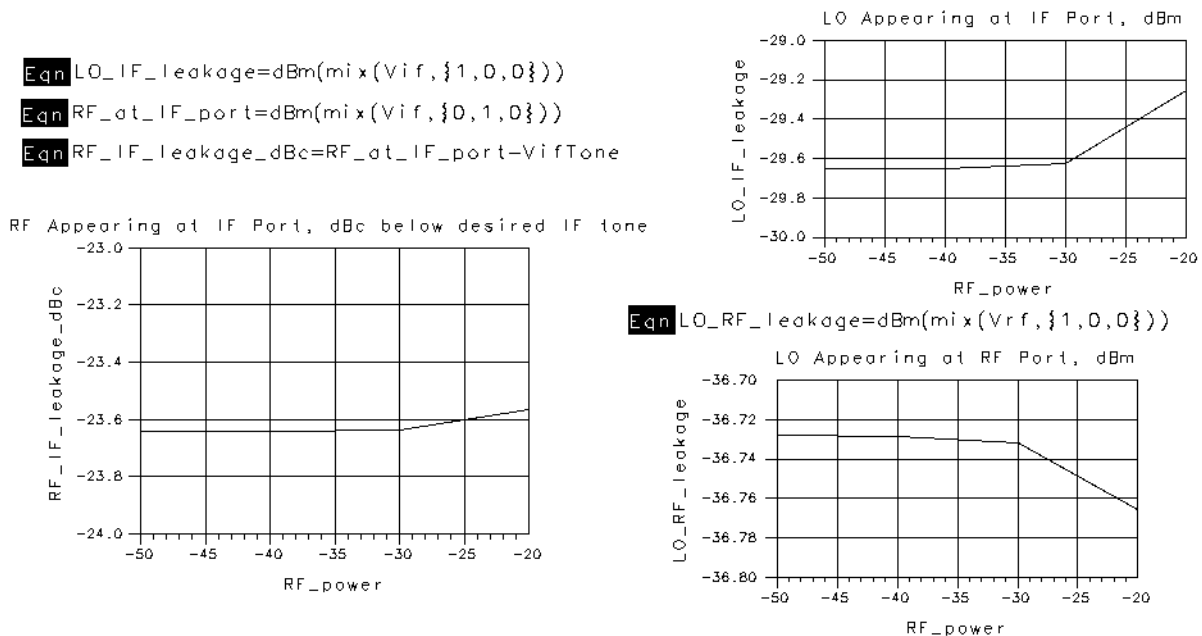 Eqn LO_IF_leakage=dBm(mix(Vif,{1,0,0}))
Eqn RF_at_IF_port=dBm(mix(Vif,{0,1,0}))
Eqn RF_IF_leakage_dBc=RF_at_IF_port-VifTone
LO Appearing at IF Port, dBm
LO_IF_leakage
-29.0
-29.2
-29.4
-29.6
-29.8
-30.0
-50 -45 -40 -35 -30 -25 -20
RF_power
RF Appearing at IF Port, dBc below desired IF tone
RF_IF_leakage_dBc
-23.0
-23.2
-23.4
-23.6
-23.8
-24.0
-50 -45 -40 -35 -30 -25 -20
RF_power
Eqn LO_RF_leakage=dBm(mix(Vrf,{1,0,0}))
LO Appearing at RF Port, dBm
LO_RF_leakage
-36.70
-36.72
-36.74
-36.76
-36.78
-36.80
-50 -45 -40 -35 -30 -25 -20
RF_power